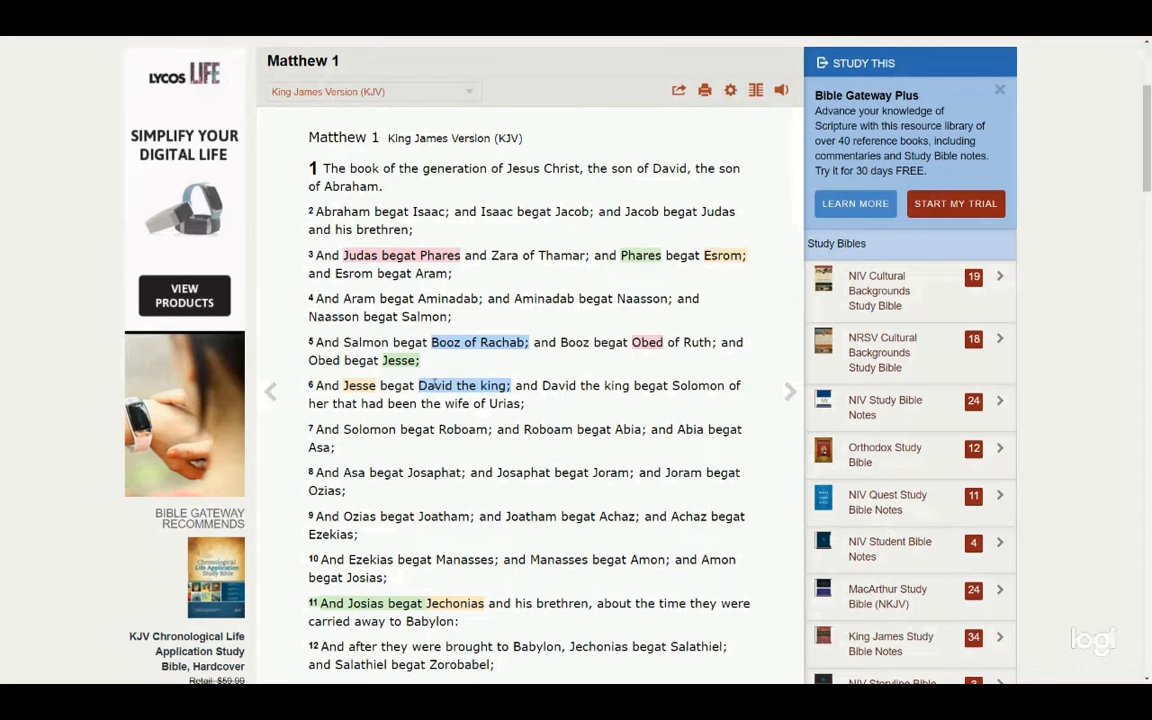 LYCOS LIFE
SIMPLIFY YOUR
DIGITAL LIFE
VIEW
PRODUCTS
BIBLE GATEWAY
RECOMMENDS
KJV Chronological Life
Application Study
Bible, Hardcover
Retail: $59.99
Matthew 1
King James Version (KJV)
Matthew 1 King James Version (KJV)
1 The book of the generation of Jesus Christ, the son of David, the son
of Abraham.
2 Abraham begat Isaac; and Isaac begat Jacob; and Jacob begat Judas
and his brethren;
3 And Judas begat Phares and Zara of Thamar; and Phares begat Esrom;
and Esrom begat Aram;
4 And Aram begat Aminadab; and Aminadab begat Naasson; and
Naasson begat Salmon;
5 And Salmon begat Booz of Rachab; and Booz begat Obed of Ruth; and
Obed begat Jesse;
6 And Jesse begat David the king; and David the king begat Solomon of
her that had been the wife of Urias;
7 And Solomon begat Roboam; and Roboam begat Abia; and Abia begat
Asa;
8 And Asa begat Josaphat; and Josaphat begat Joram; and Joram begat
Ozias;
9 And Ozias begat Joatham; and Joatham begat Achaz; and Achaz begat
Ezekias;
10 And Ezekias begat Manasses; and Manasses begat Amon; and Amon
begat Josias;
11 And Josias begat Jechonias and his brethren, about the time they were
carried away to Babylon:
12 And after they were brought to Babylon, Jechonias begat Salathiel;
and Salathiel begat Zorobabel;
STUDY THIS
Bible Gateway Plus
Advance your knowledge of
Scripture with this resource library of
over 40 reference books, including
commentaries and Study Bible notes.
Try it for 30 days FREE.
LEARN MORE
START MY TRIAL
Study Bibles
NIV Cultural
Backgrounds
Study Bible
19
NRSV Cultural
Backgrounds
Study Bible
18
NIV Study Bible
Notes
24
Orthodox Study
Bible
12
NIV Quest Study
Bible Notes
11
NIV Student Bible
Notes
4
MacArthur Study
Bible (NKJV)
24
King James Study
Bible Notes
34
NIV Storyline Bible
logi